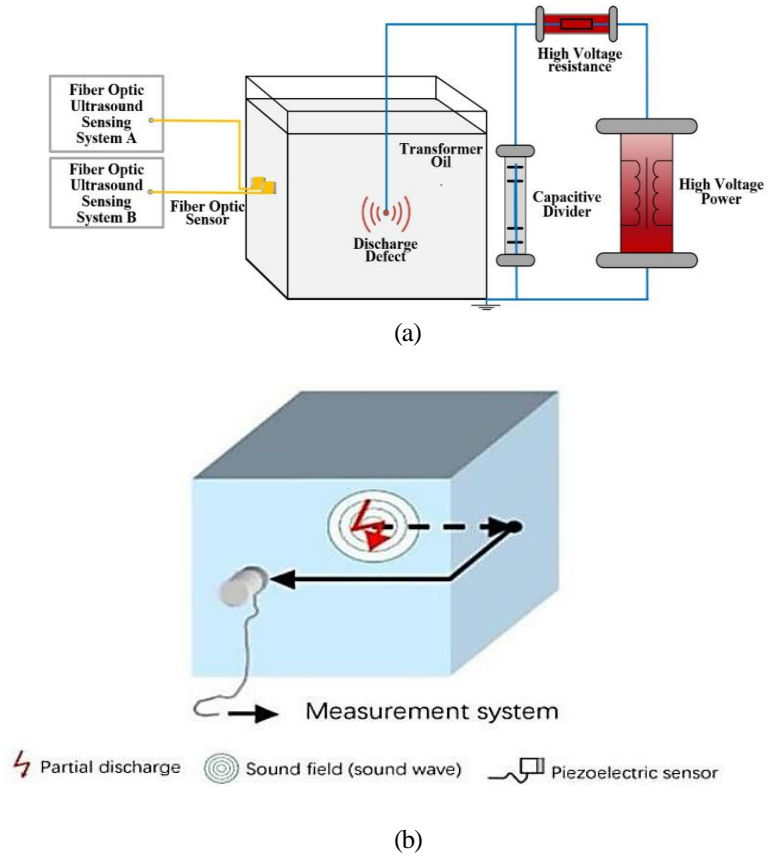 High Voltage
resistance
Fiber Optic
Ultrasound
Sensing
System A
Fiber Optic
Ultrasound
Sensing
System B
Fiber Optic
Sensor
Transformer
Oil
Discharge
Defect
Capacitive
Divider
High Voltage
Power
(a)
Measurement system
Partial discharge
Sound field (sound wave)
Piezoelectric sensor
(b)